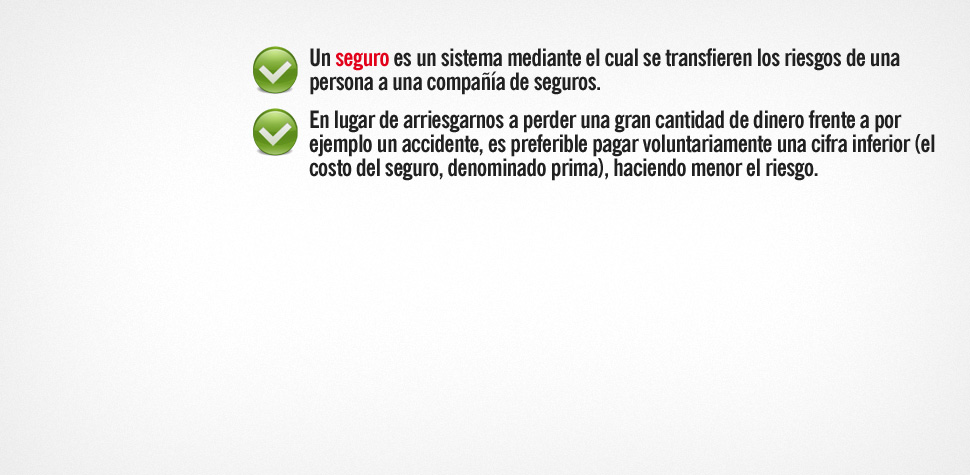 Un seguro es un sistema mediante el cual se transfieren los riesgos de una
persona a una compañía de seguros.
En lugar de arriesgarnos a perder una gran cantidad de dinero frente a por
ejemplo un accidente, es preferible pagar voluntariamente una cifra inferior (el
costo del seguro, denominado prima), haciendo menor el riesgo.